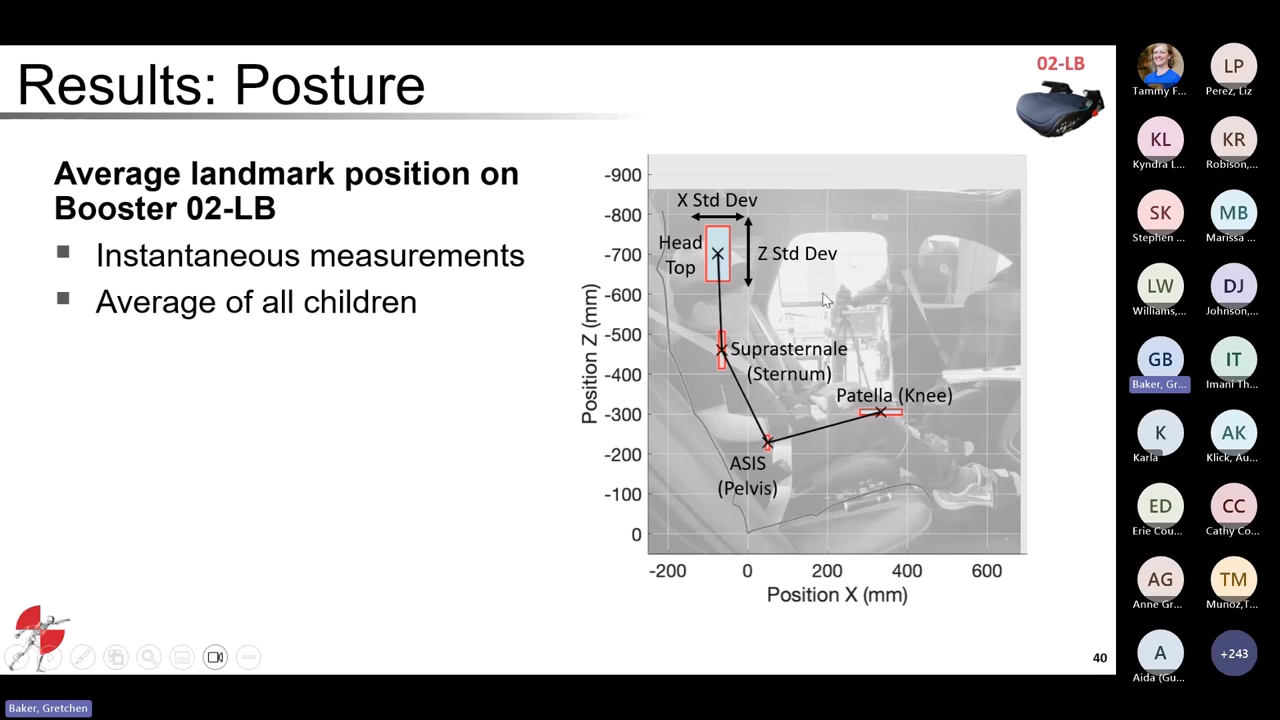 Results: Posture
02-LB
Average landmark position on
Booster 02-LB
Instantaneous measurements
Average of all children
-900
-800
-700
-600
-500
-400
-300
-200
-100
0
Position Z (mm)
X Std Dev
Head
Top
Z Std Dev
Suprasternale
(Sternum)
Patella (Knee)
ASIS
(Pelvis)
-200
0
200
400
600
Position X (mm)
40
Tammy F...
LP
Perez, Liz
KL
Kyndra L...
KR
Robison,...
SK
Stephen ...
MB
Marissa ...
LW
Williams,...
DJ
Johnson,...
GB
Baker, Gr...
IT
Imani Th...
K
Karla
AK
Klick, Au...
ED
Erie Cou...
CC
Cathy Co...
AG
Anne Gr...
TM
Munoz,T...
A
Aida (Gu...
+243
Baker, Gretchen